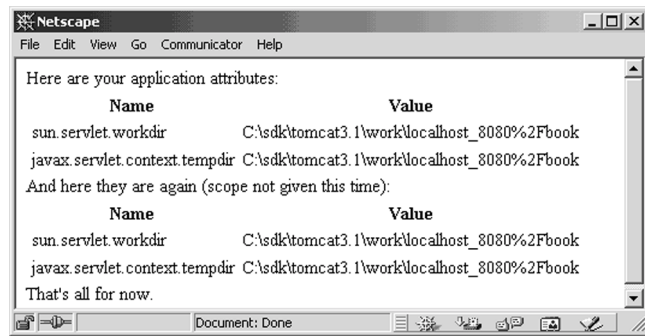 Netscape
File Edit View Go Communicator Help
Here are your application attributes:
Name Value
sun.servlet.workdir C:\sdk\tomcat3.1\work\localhost_8080%2Fbook
javax.servlet.context.tempdir C:\sdk\tomcat3.1\work\localhost_8080%2Fbook
And here they are again (scope not given this time):
Name Value
sun.servlet.workdir C:\sdk\tomcat3.1\work\localhost_8080%2Fbook
javax.servlet.context.tempdir C:\sdk\tomcat3.1\work\localhost_8080%2Fbook
That's all for now.
Document: Done